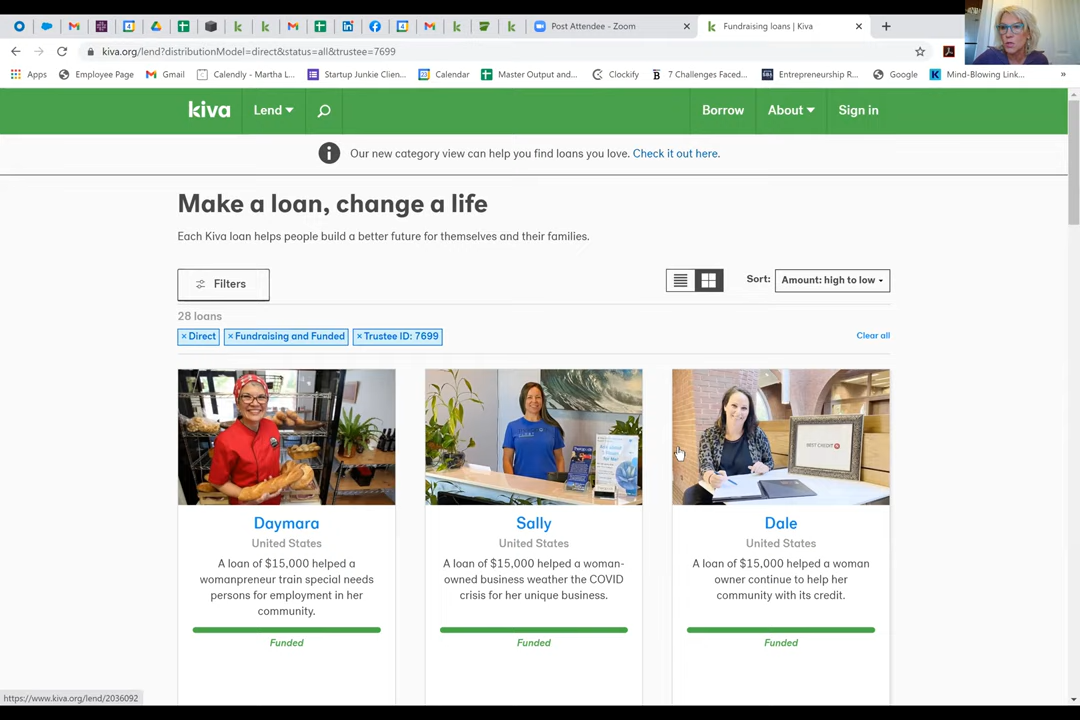 Post Attendee - Zoom
Fundraising loans | Kiva
kiva.org/lend?distributionModel=direct&status=all&trustee=7699
Apps
Employee Page
Gmail
Calendly - Martha L...
Startup Junkie Clien...
Calendar
Master Output and...
Clockify
7 Challenges Faced...
Entrepreneurship R...
Google
Mind-Blowing Link...
kiva
Lend
Borrow
About
Sign in
Our new category view can help you find loans you love. Check it out here.
Make a loan, change a life
Each Kiva loan helps people build a better future for themselves and their families.
Filters
Sort:
Amount: high to low
28 loans
× Direct
× Fundraising and Funded
× Trustee ID: 7699
Clear all
Daymara
United States
A loan of $15,000 helped a
womanpreneur train special needs
persons for employment in her
community.
Funded
Sally
United States
A loan of $15,000 helped a woman-
owned business weather the COVID
crisis for her unique business.
Funded
Dale
United States
A loan of $15,000 helped a woman
owner continue to help her
community with its credit.
Funded
https://www.kiva.org/lend/2036092